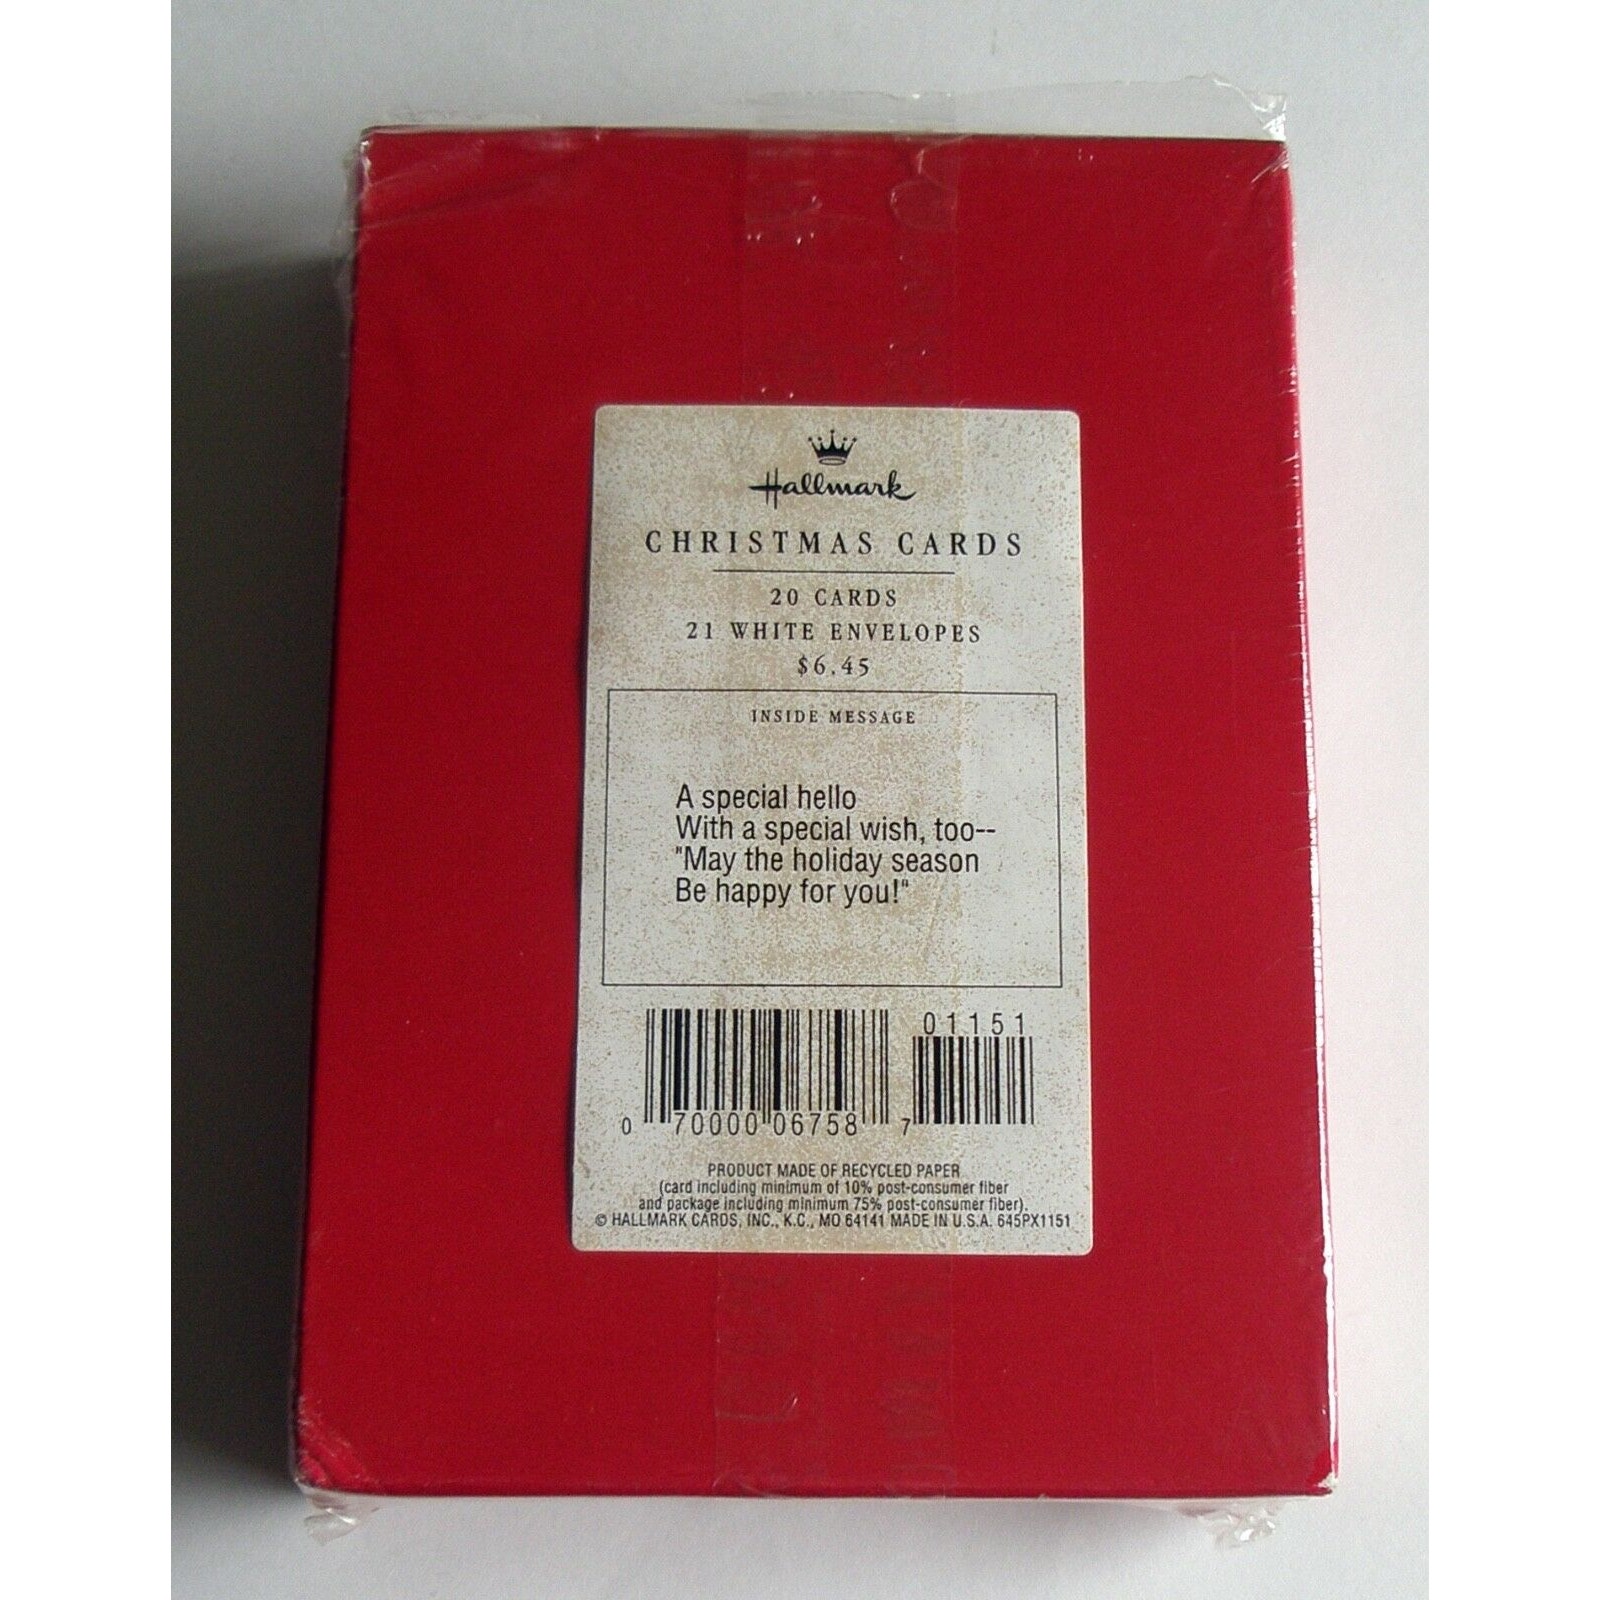 Hallmark
CHRISTMAS CARDS
20 CARDS
21 WHITE ENVELOPES
$6.45
INSIDE MESSAGE
A special hello
With a special wish, too--
"May the holiday season
Be happy for you!"
01151
0 70000 06758 7
PRODUCT MADE OF RECYCLED PAPER
(card including minimum of 10% post-consumer fiber
and package including minimum 75% post-consumer fiber).
© HALLMARK CARDS, INC., K.C., MO 64141 MADE IN U.S.A. 645PX1151